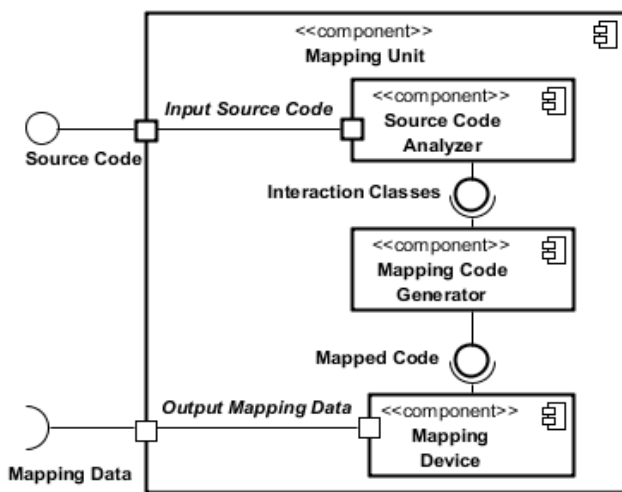 <<component>>
Mapping Unit
<<component>>
Source Code
Analyzer
Input Source Code
Source Code
Interaction Classes
<<component>>
Mapping Code
Generator
Mapped Code
Output Mapping Data
<<component>>
Mapping
Device
Mapping Data